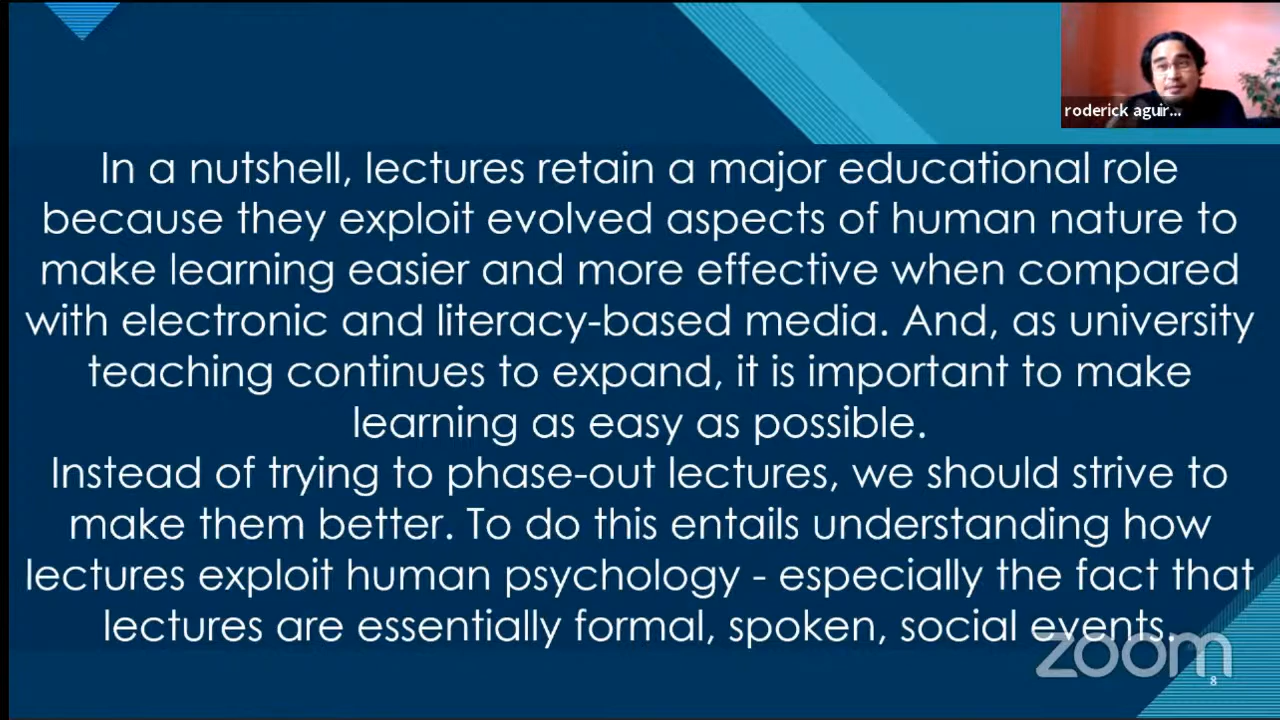 roderick aguir...
In a nutshell, lectures retain a major educational role
because they exploit evolved aspects of human nature to
make learning easier and more effective when compared
with electronic and literacy-based media. And, as university
teaching continues to expand, it is important to make
learning as easy as possible.
Instead of trying to phase-out lectures, we should strive to
make them better. To do this entails understanding how
lectures exploit human psychology - especially the fact that
lectures are essentially formal, spoken, social events.
zoom
8